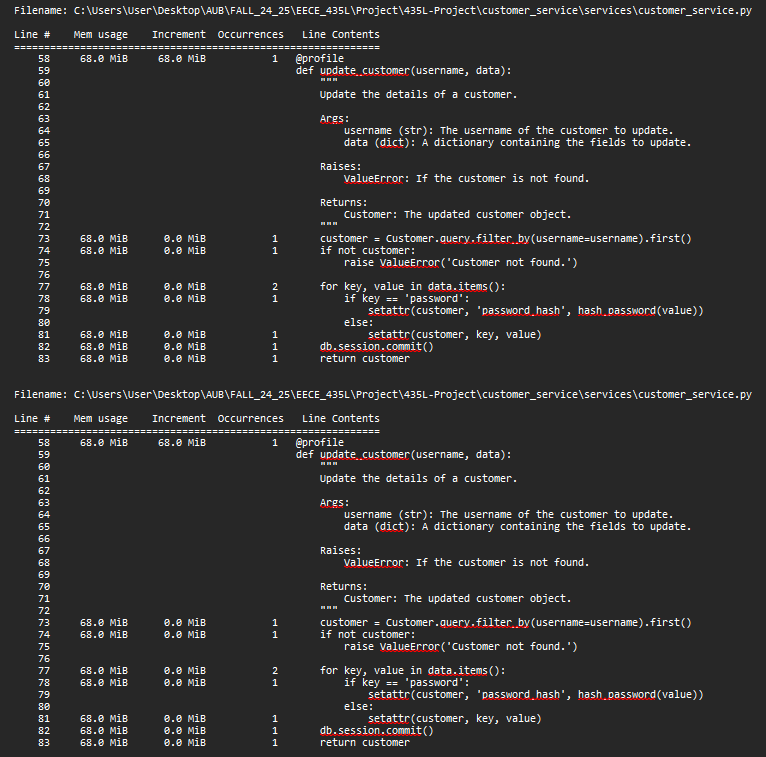 Filename: C:\Users\User\Desktop\AUB\FALL_24_25\EECE_435L\Project\435L-Project\customer_service\services\customer_service.py
Line #    Mem usage    Increment  Occurrences   Line Contents
=============================================================
    58     68.0 MiB     68.0 MiB           1   @profile
    59                                         def update_customer(username, data):
    60                                             """
    61                                             Update the details of a customer.
    62
    63                                             Args:
    64                                                 username (str): The username of the customer to update.
    65                                                 data (dict): A dictionary containing the fields to update.
    66
    67                                             Raises:
    68                                                 ValueError: If the customer is not found.
    69
    70                                             Returns:
    71                                                 Customer: The updated customer object.
    72                                             """
    73     68.0 MiB      0.0 MiB           1       customer = Customer.query.filter_by(username=username).first()
    74     68.0 MiB      0.0 MiB           1       if not customer:
    75                                                 raise ValueError('Customer not found.')
    76
    77     68.0 MiB      0.0 MiB           2       for key, value in data.items():
    78     68.0 MiB      0.0 MiB           1           if key == 'password':
    79                                                     setattr(customer, 'password_hash', hash_password(value))
    80                                                 else:
    81     68.0 MiB      0.0 MiB           1               setattr(customer, key, value)
    82     68.0 MiB      0.0 MiB           1       db.session.commit()
    83     68.0 MiB      0.0 MiB           1       return customer
Filename: C:\Users\User\Desktop\AUB\FALL_24_25\EECE_435L\Project\435L-Project\customer_service\services\customer_service.py
Line #    Mem usage    Increment  Occurrences   Line Contents
=============================================================
    58     68.0 MiB     68.0 MiB           1   @profile
    59                                         def update_customer(username, data):
    60                                             """
    61                                             Update the details of a customer.
    62
    63                                             Args:
    64                                                 username (str): The username of the customer to update.
    65                                                 data (dict): A dictionary containing the fields to update.
    66
    67                                             Raises:
    68                                                 ValueError: If the customer is not found.
    69
    70                                             Returns:
    71                                                 Customer: The updated customer object.
    72                                             """
    73     68.0 MiB      0.0 MiB           1       customer = Customer.query.filter_by(username=username).first()
    74     68.0 MiB      0.0 MiB           1       if not customer:
    75                                                 raise ValueError('Customer not found.')
    76
    77     68.0 MiB      0.0 MiB           2       for key, value in data.items():
    78     68.0 MiB      0.0 MiB           1           if key == 'password':
    79                                                     setattr(customer, 'password_hash', hash_password(value))
    80                                                 else:
    81     68.0 MiB      0.0 MiB           1               setattr(customer, key, value)
    82     68.0 MiB      0.0 MiB           1       db.session.commit()
    83     68.0 MiB      0.0 MiB           1       return customer